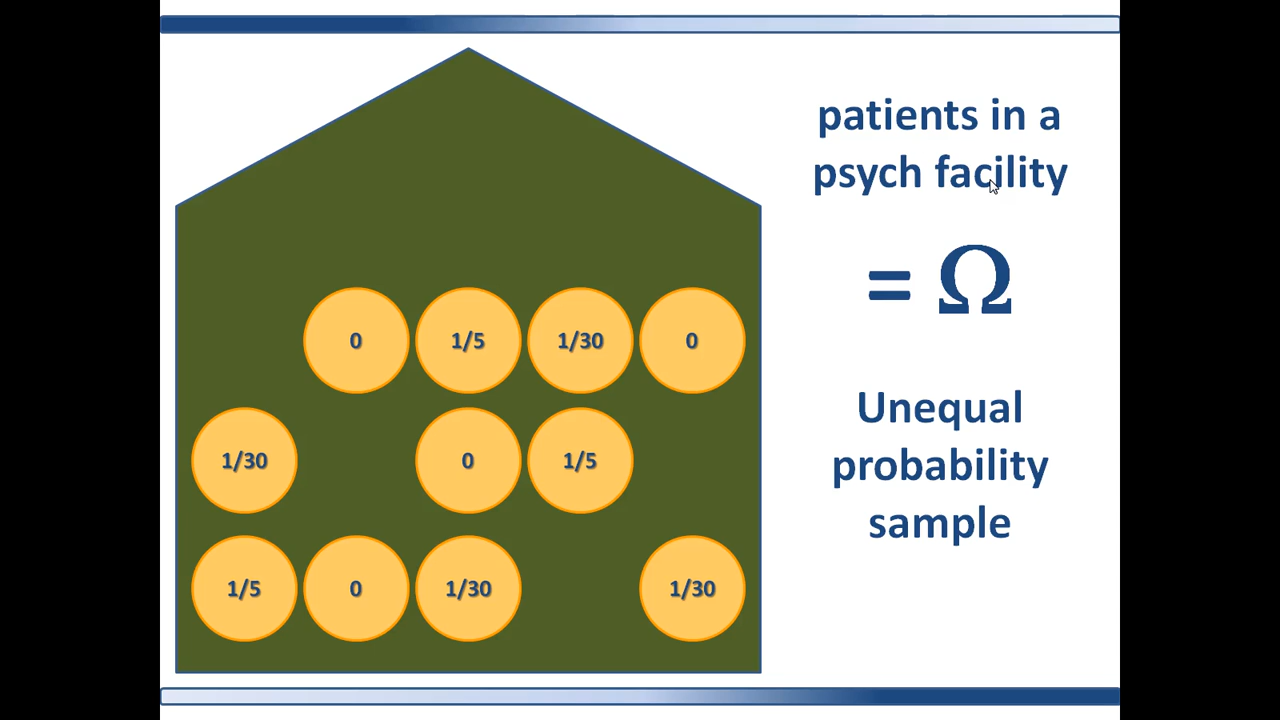 patients in a
psych facility
= Ω
Unequal
probability
sample
0 1/5 1/30 0
1/30 0 1/5
1/5 0 1/30 1/30